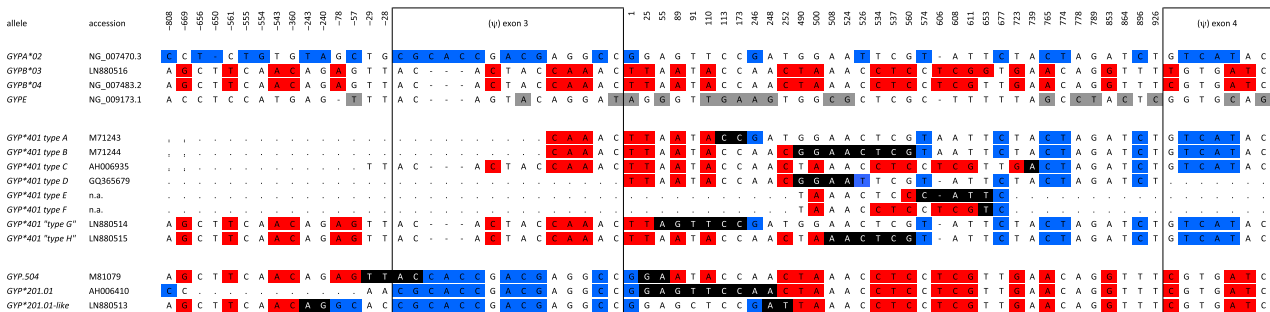 allele accession −808 −669 −656 −650 −561 −555 −554 −543 −360 −243 −240 −78 −57 −29 −28 (ψ) exon 3 1 25 55 89 91 110 113 173 246 249 252 490 500 508 524 526 534 537 560 574 606 608 611 653 677 723 739 765 774 778 789 853 864 896 926 (ψ) exon 4
GYPA*02 NG_007470.3 C C T - C T G T G T A G C T G C G C A C C G A C G A G G C C G G A G T T C C G A T G G A A T T C G T - A T T C T A C T A G A T C T G T C A T A C
GYPB*03 LN880516 A G C T T C A A C A G A G T T A C - - - A C T A C C A A A C T T A A T A C C A A C T A A A C C T C C T C G G T G A A C A G G T T T T G T G A T C
GYPB*04 NG_007483.2 A G C T T C A A C A G A G T T A C - - - A C T A C C A A A C T T A A T A C C A A C T A A A C C T C C T C G T T G A A C A G G T T T C G T G A T C
GYPE NG_009173.1 A C C T C C A T G A G - T T T A C - - - A G T A C A G G A T A G G G T T G A A G T G G C G C T C G C - T T T T T A G C C T A C T C G G T G C A G
GYP*401 type A M71243 . . . . . . . . . . . . . . . . . . . . . . . . . C A A A C T T A A T A C C G A T G G A A C T C G T A A T T C T A C T A G A T C T G T C A T A C
GYP*401 type B M71244 . . . . . . . . . . . . . . . . . . . . . . . . . C A A A C T T A A T A C C A A C G G A A C T C G T A A T T C T A C T A G A T C T G T C A T A C
GYP*401 type C AH006935 . . . . . . . . . . . . . T T A C - - - A C T A C C A A A C T T A A T A C C A A C T A A A C C T C C T C G T T G A C T A G A T C T G T C A T A C
GYP*401 type D GQ365679 . . . . . . . . . . . . . . . . . . . . . . . . . . . . . . T T A A T A C C A A C G G A A T T C G T - A T T C T A C T A G A T C T . . . . . . .
GYP*401 type E n.a. . . . . . . . . . . . . . . . . . . . . . . . . . . . . . . . . . . . . . . . . . T A A A C T C C C - A T T C . . . . . . . . . . . . . . . . .
GYP*401 type F n.a. . . . . . . . . . . . . . . . . . . . . . . . . . . . . . . . . . . . . . . . . . T A A A C C T C C T C G T C . . . . . . . . . . . . . . . . .
GYP*401 "type G" LN880514 A G C T T C A A C A G A G T T A C - - - A C T A C C A A A C T T A G T T C C G A T G G A A C T C G T - A T T C T A C T A G A T C T G T C A T A C
GYP*401 "type H" LN880515 A G C T T C A A C A G A G T T A C - - - A C T A C C A A A C T T A A T A C C A A C T A A A C T C G T - A T T C T A C T A G A T C T G T C A T A C
GYP.504 M81079 A G C T T C A A C A G A G T T A C C A C C G A C G A G G C C G G A A T A C C A A C T A A A C C T C C T C G T T G A A C A G G T T T C G T G A T C
GYP*201.01 AH006410 C C . . . . . . . . . . . A A C G C A C C G A C G A G G C C G G A G T T C C A A C T A A A C C T C C T C G T T G A A C A G G T T T C G T G A T C
GYP*201.01-like LN880513 A G C T T C A A C A G G C A C C G C A C C G A C G A G G C C G G A G C T C C G A T T A A A C C T C C T C G T T G A A C A G G T T T C G T G A T C